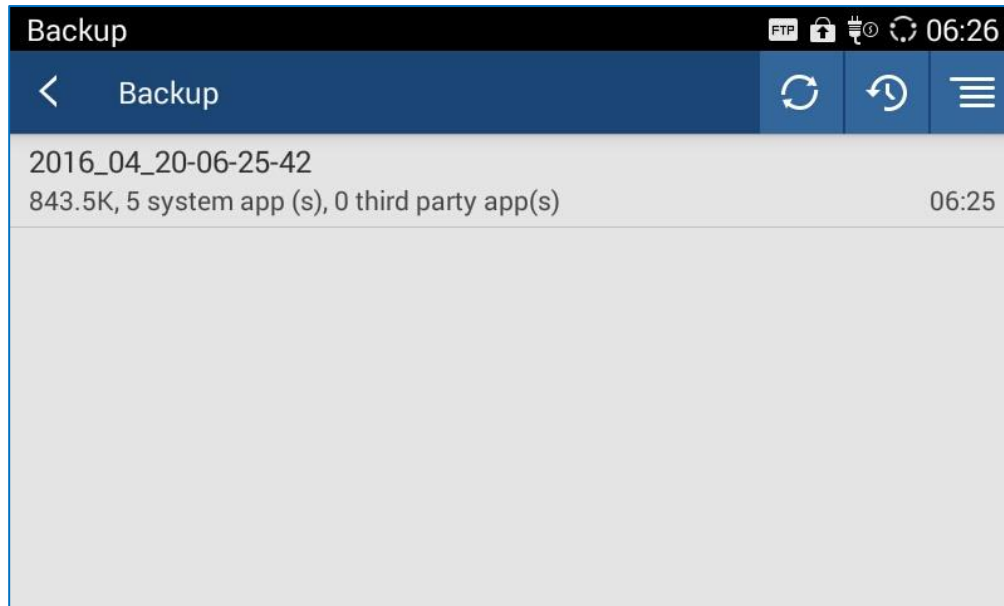 Backup
FTP 06:26
Backup
2016_04_20-06-25-42
843.5K, 5 system app (s), 0 third party app(s)
06:25